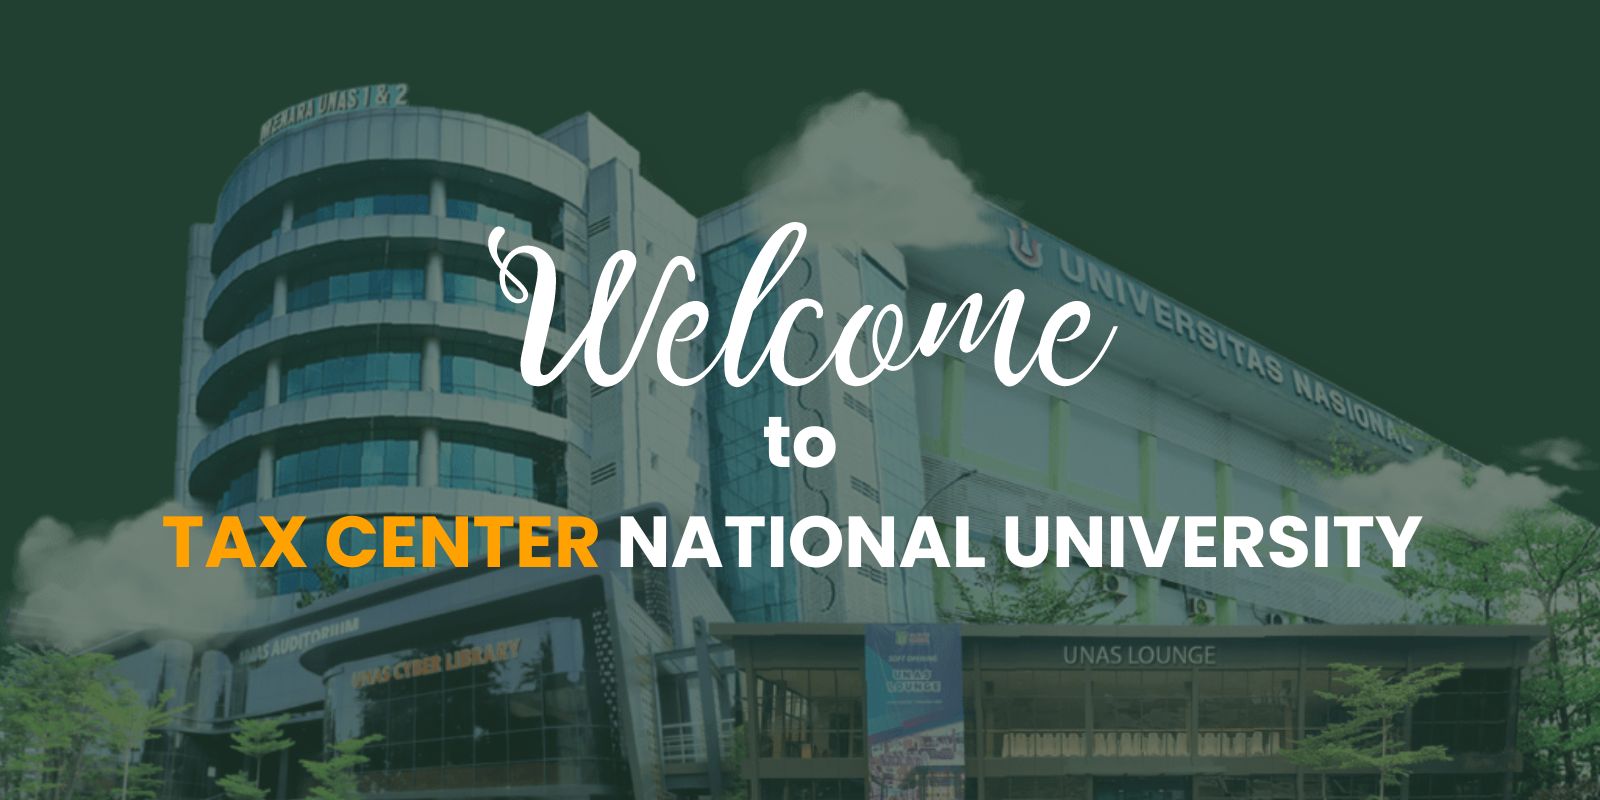 MENARA UNAS 1 & 2
UNIVERSITAS NASIONAL
Welcome
to
TAX CENTER NATIONAL UNIVERSITY
UNAS AUDITORIUM
UNAS CYBER LIBRARY
UNAS LOUNGE
SOFT OPENING
UNAS
LOUNGE